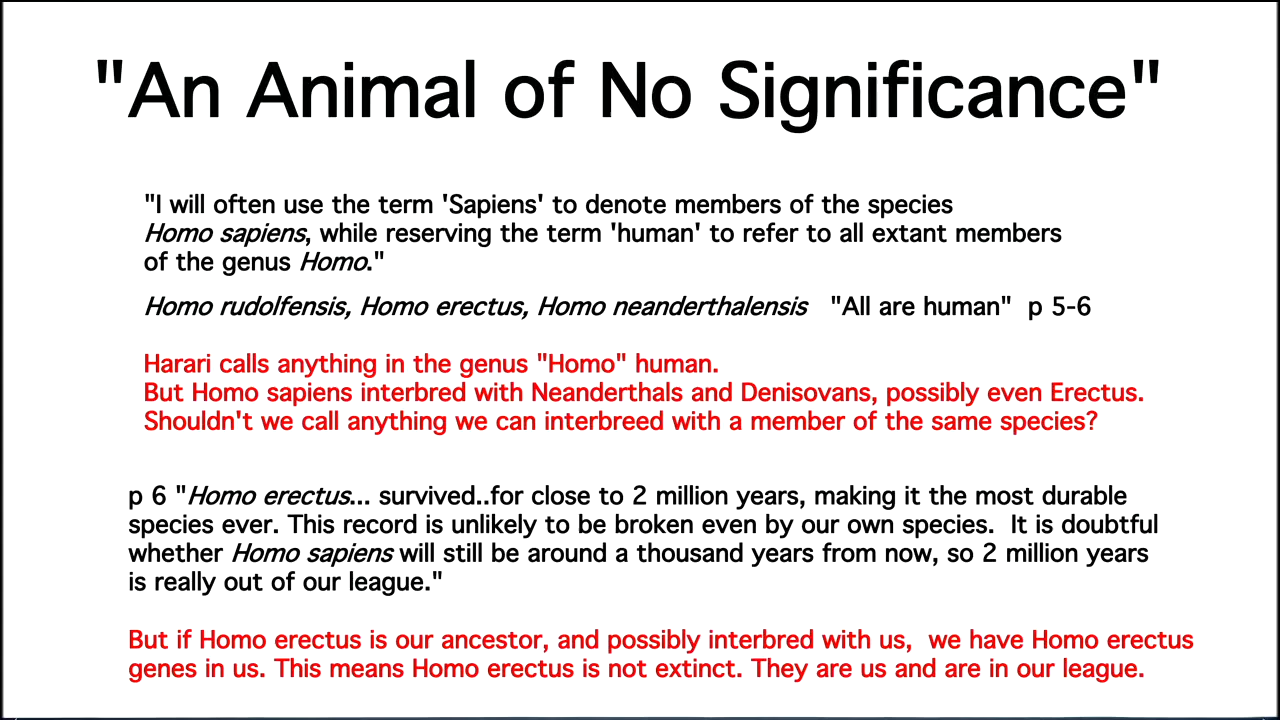 "An Animal of No Significance"
"I will often use the term 'Sapiens' to denote members of the species
Homo sapiens, while reserving the term 'human' to refer to all extant members
of the genus Homo."
Homo rudolfensis, Homo erectus, Homo neanderthalensis   "All are human"  p 5-6
Harari calls anything in the genus "Homo" human.
But Homo sapiens interbred with Neanderthals and Denisovans, possibly even Erectus.
Shouldn't we call anything we can interbreed with a member of the same species?
p 6 "Homo erectus... survived..for close to 2 million years, making it the most durable
species ever. This record is unlikely to be broken even by our own species.  It is doubtful
whether Homo sapiens will still be around a thousand years from now, so 2 million years
is really out of our league."
But if Homo erectus is our ancestor, and possibly interbred with us,  we have Homo erectus
genes in us. This means Homo erectus is not extinct. They are us and are in our league.